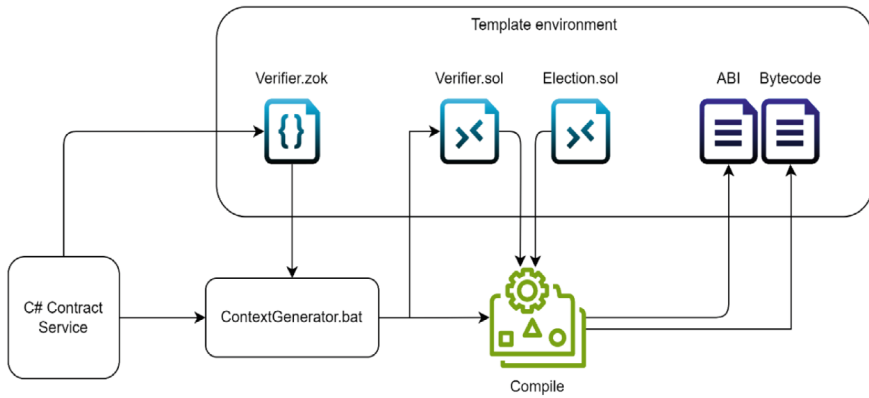 Template environment
Verifier.zok
Verifier.sol
Election.sol
ABI
Bytecode
{}
C# Contract
Service
ContextGenerator.bat
Compile